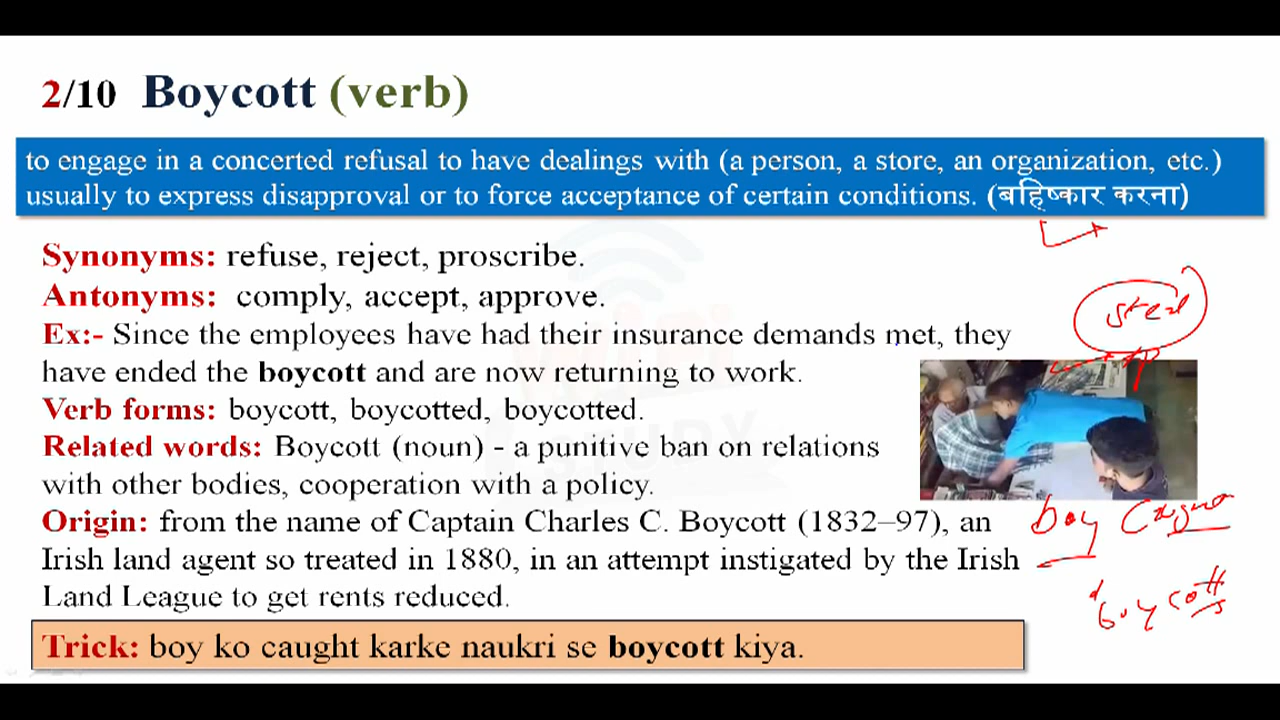 2/10 Boycott (verb)
to engage in a concerted refusal to have dealings with (a person, a store, an organization, etc.)
usually to express disapproval or to force acceptance of certain conditions. (बहिष्कार करना)
Synonyms: refuse, reject, proscribe.
Antonyms: comply, accept, approve.
Ex:- Since the employees have had their insurance demands met, they
have ended the boycott and are now returning to work.
Verb forms: boycott, boycotted, boycotted.
Related words: Boycott (noun) - a punitive ban on relations
with other bodies, cooperation with a policy.
Origin: from the name of Captain Charles C. Boycott (1832–97), an
Irish land agent so treated in 1880, in an attempt instigated by the Irish
Land League to get rents reduced.
Trick: boy ko caught karke naukri se boycott kiya.
boy
boycott
STUDY